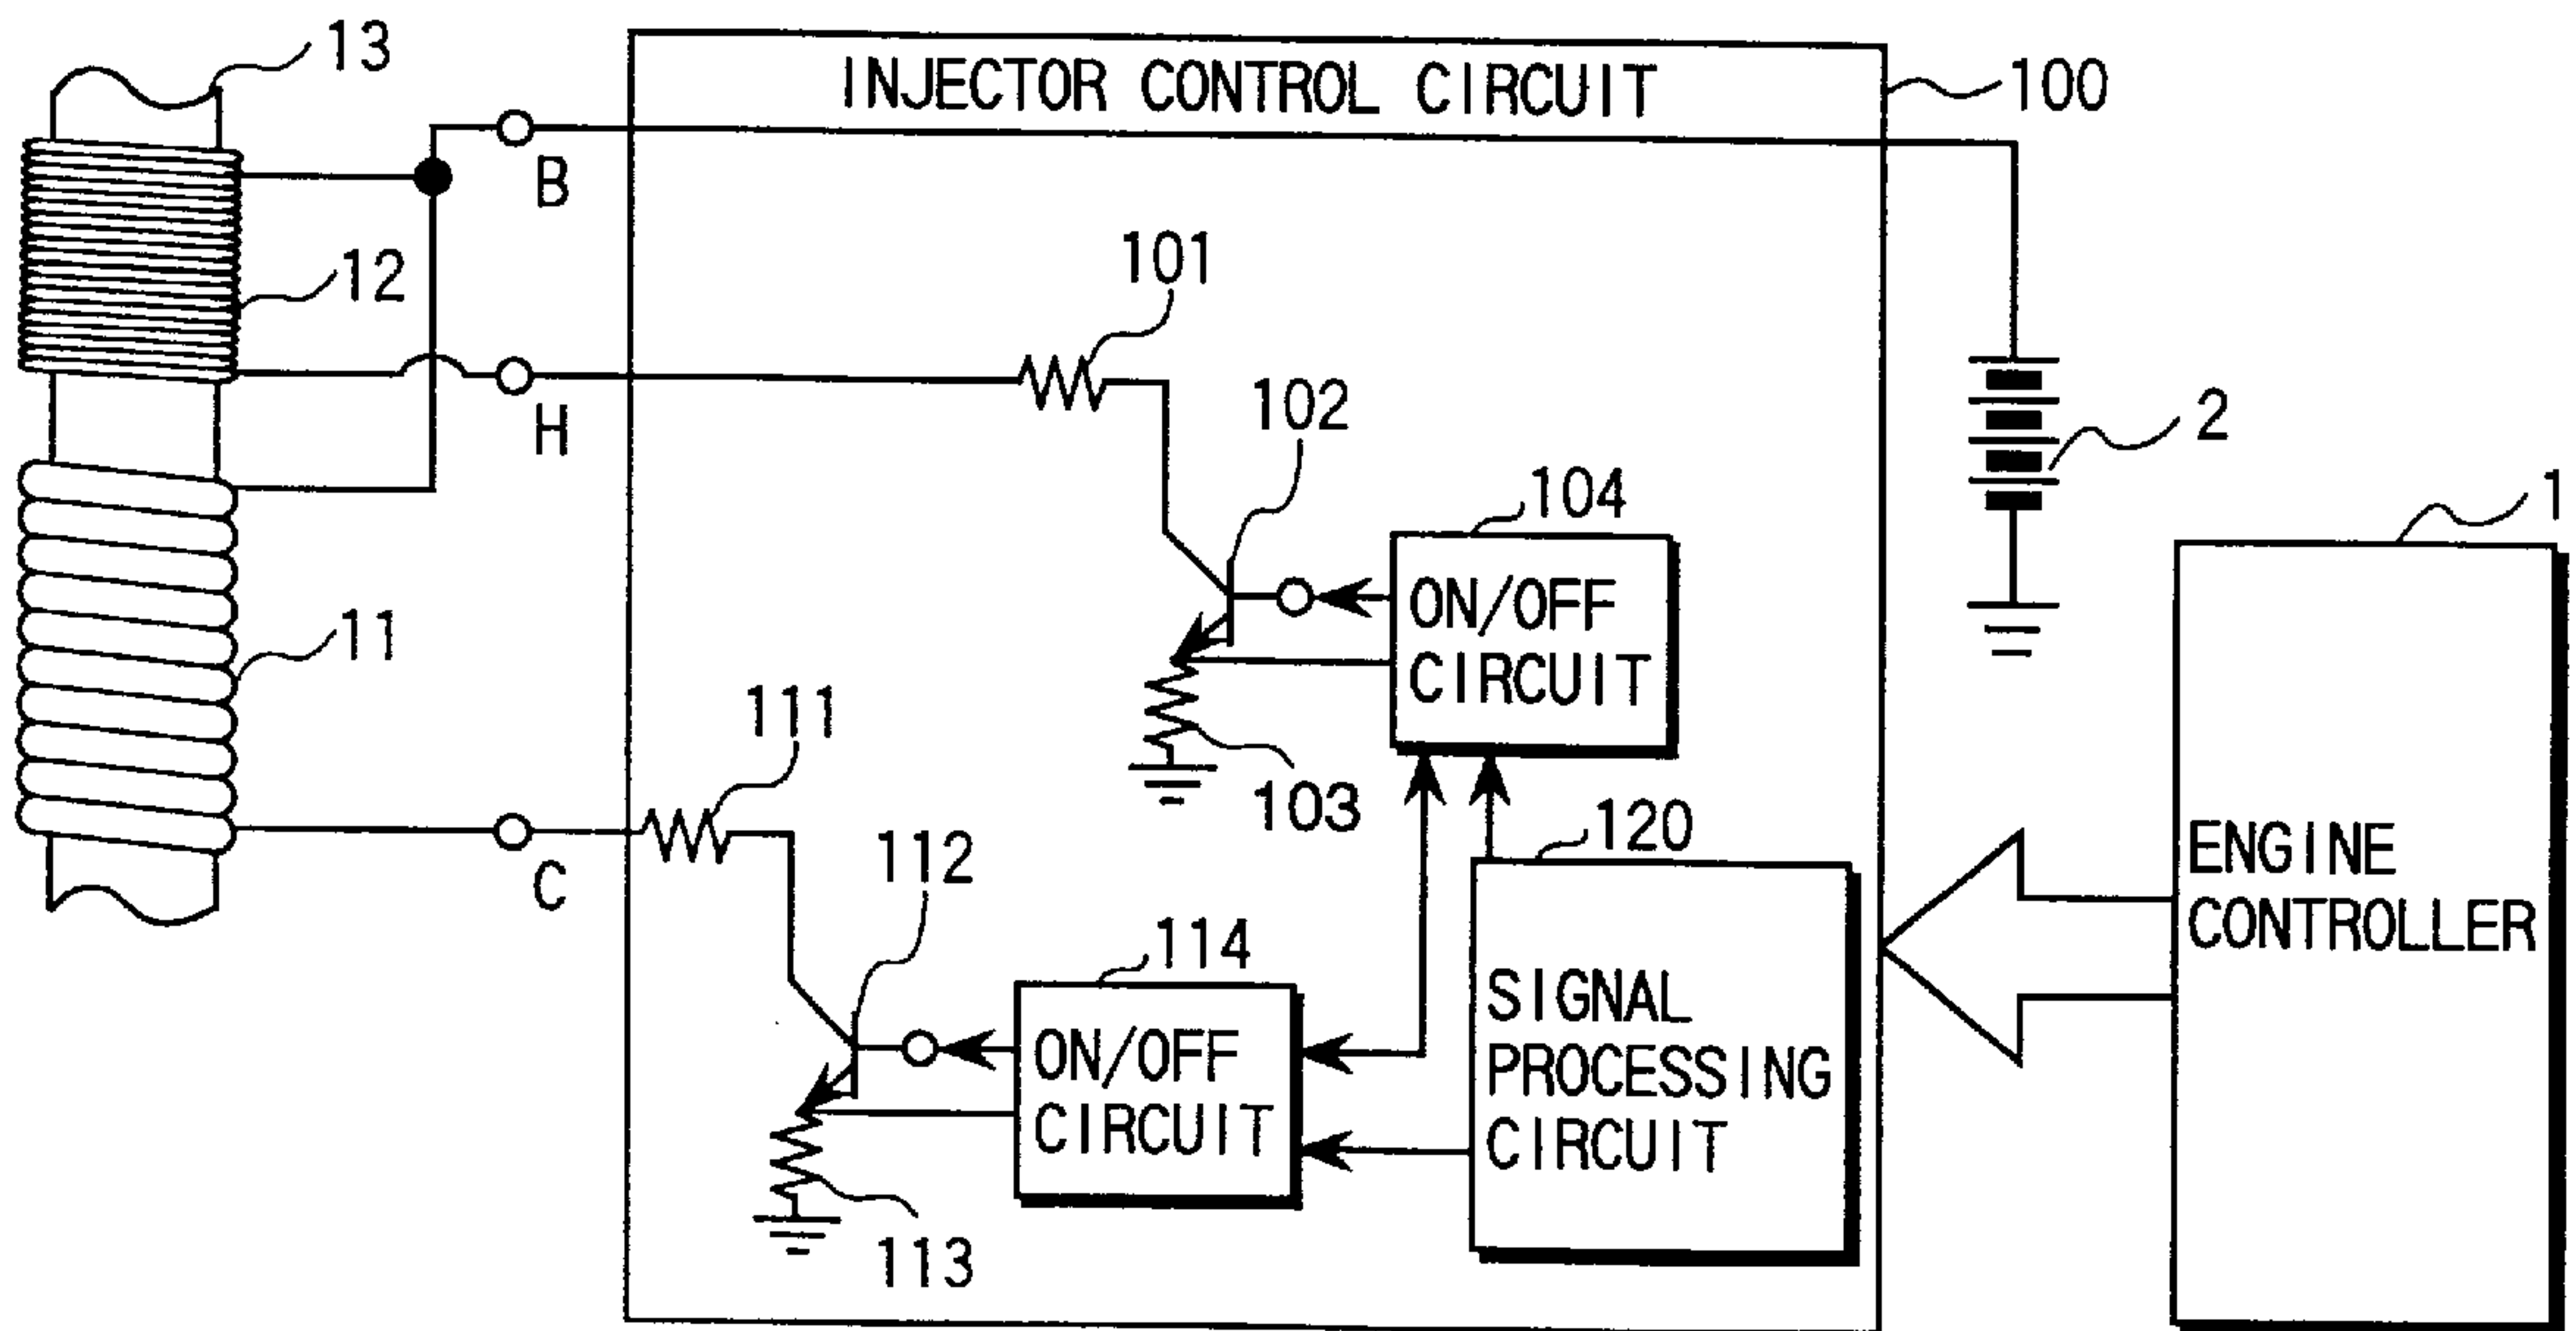 13
INJECTOR CONTROL CIRCUIT
100
B
101
12
102
H
2
104
1
ON/OFF
CIRCUIT
11
111
103
120
ENGINE
CONTROLLER
112
C
114
SIGNAL
PROCESSING
CIRCUIT
ON/OFF
CIRCUIT
113